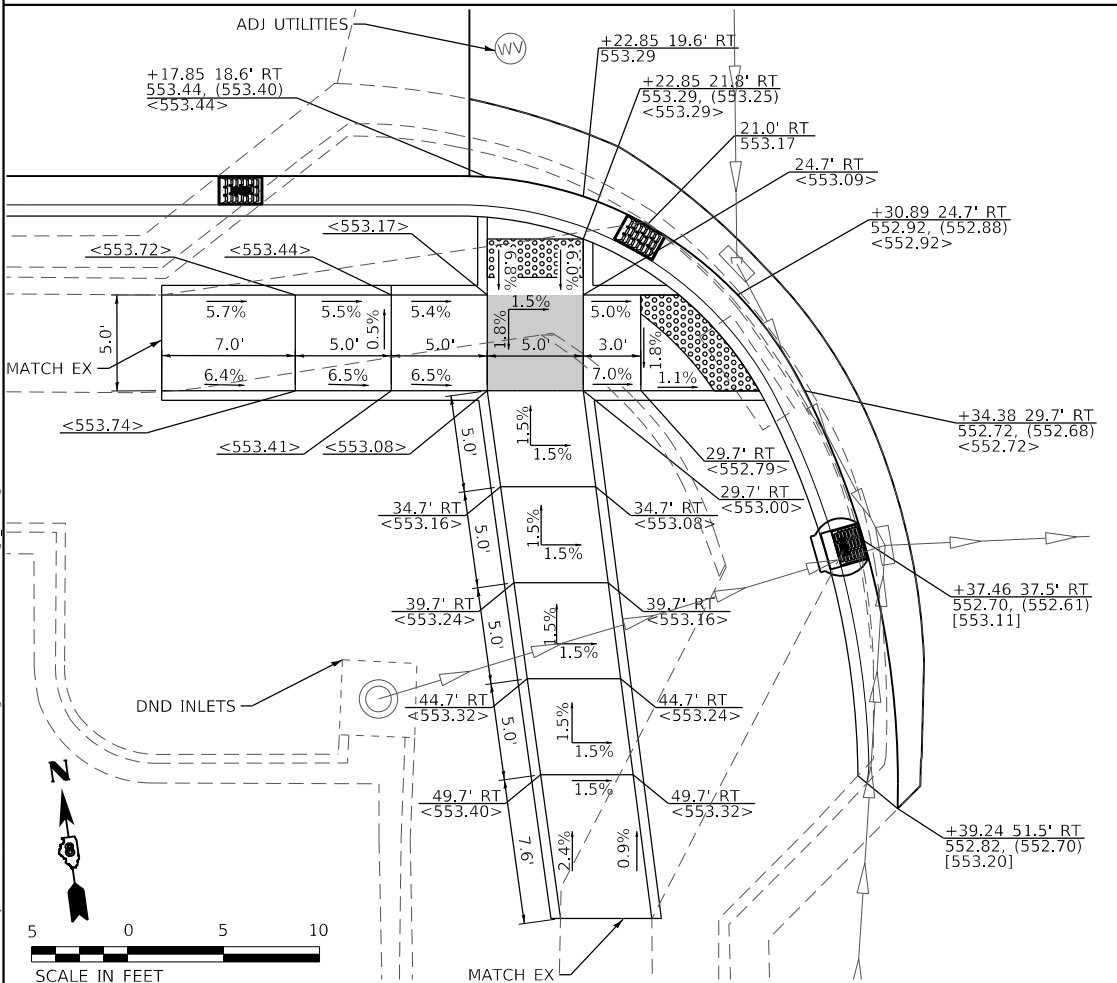 ADJ UTILITIES
WV
+22.85 19.6' RT
553.29
+17.85 18.6' RT
553.44, (553.40)
<553.44>
+22.85 21.8' RT
553.29, (553.25)
<553.29>
21.0' RT
553.17
24.7' RT
<553.09>
+30.89 24.7' RT
552.92, (552.88)
<552.92>
<553.17>
<553.72>
<553.44>
6.8%
6.0%
5.7%
5.5%
5.4%
1.5%
5.0%
5.0'
0.5%
1.8%
1.8%
7.0'
5.0'
5.0'
5.0'
3.0'
MATCH EX
6.4%
6.5%
6.5%
7.0%
1.1%
<553.74>
<553.41>
<553.08>
+34.38 29.7' RT
552.72, (552.68)
<552.72>
5.0'
1.5%
1.5%
29.7' RT
<552.79>
29.7' RT
<553.00>
34.7' RT
<553.16>
34.7' RT
<553.08>
5.0'
1.5%
1.5%
39.7' RT
<553.24>
39.7' RT
<553.16>
+37.46 37.5' RT
552.70, (552.61)
[553.11]
5.0'
1.5%
1.5%
DND INLETS
44.7' RT
<553.32>
44.7' RT
<553.24>
5.0'
1.5%
1.5%
N
8
49.7' RT
<553.40>
1.5%
49.7' RT
<553.32>
7.6'
2.4%
0.9%
+39.24 51.5' RT
552.82, (552.70)
[553.20]
5 0 5 10
SCALE IN FEET
MATCH EX